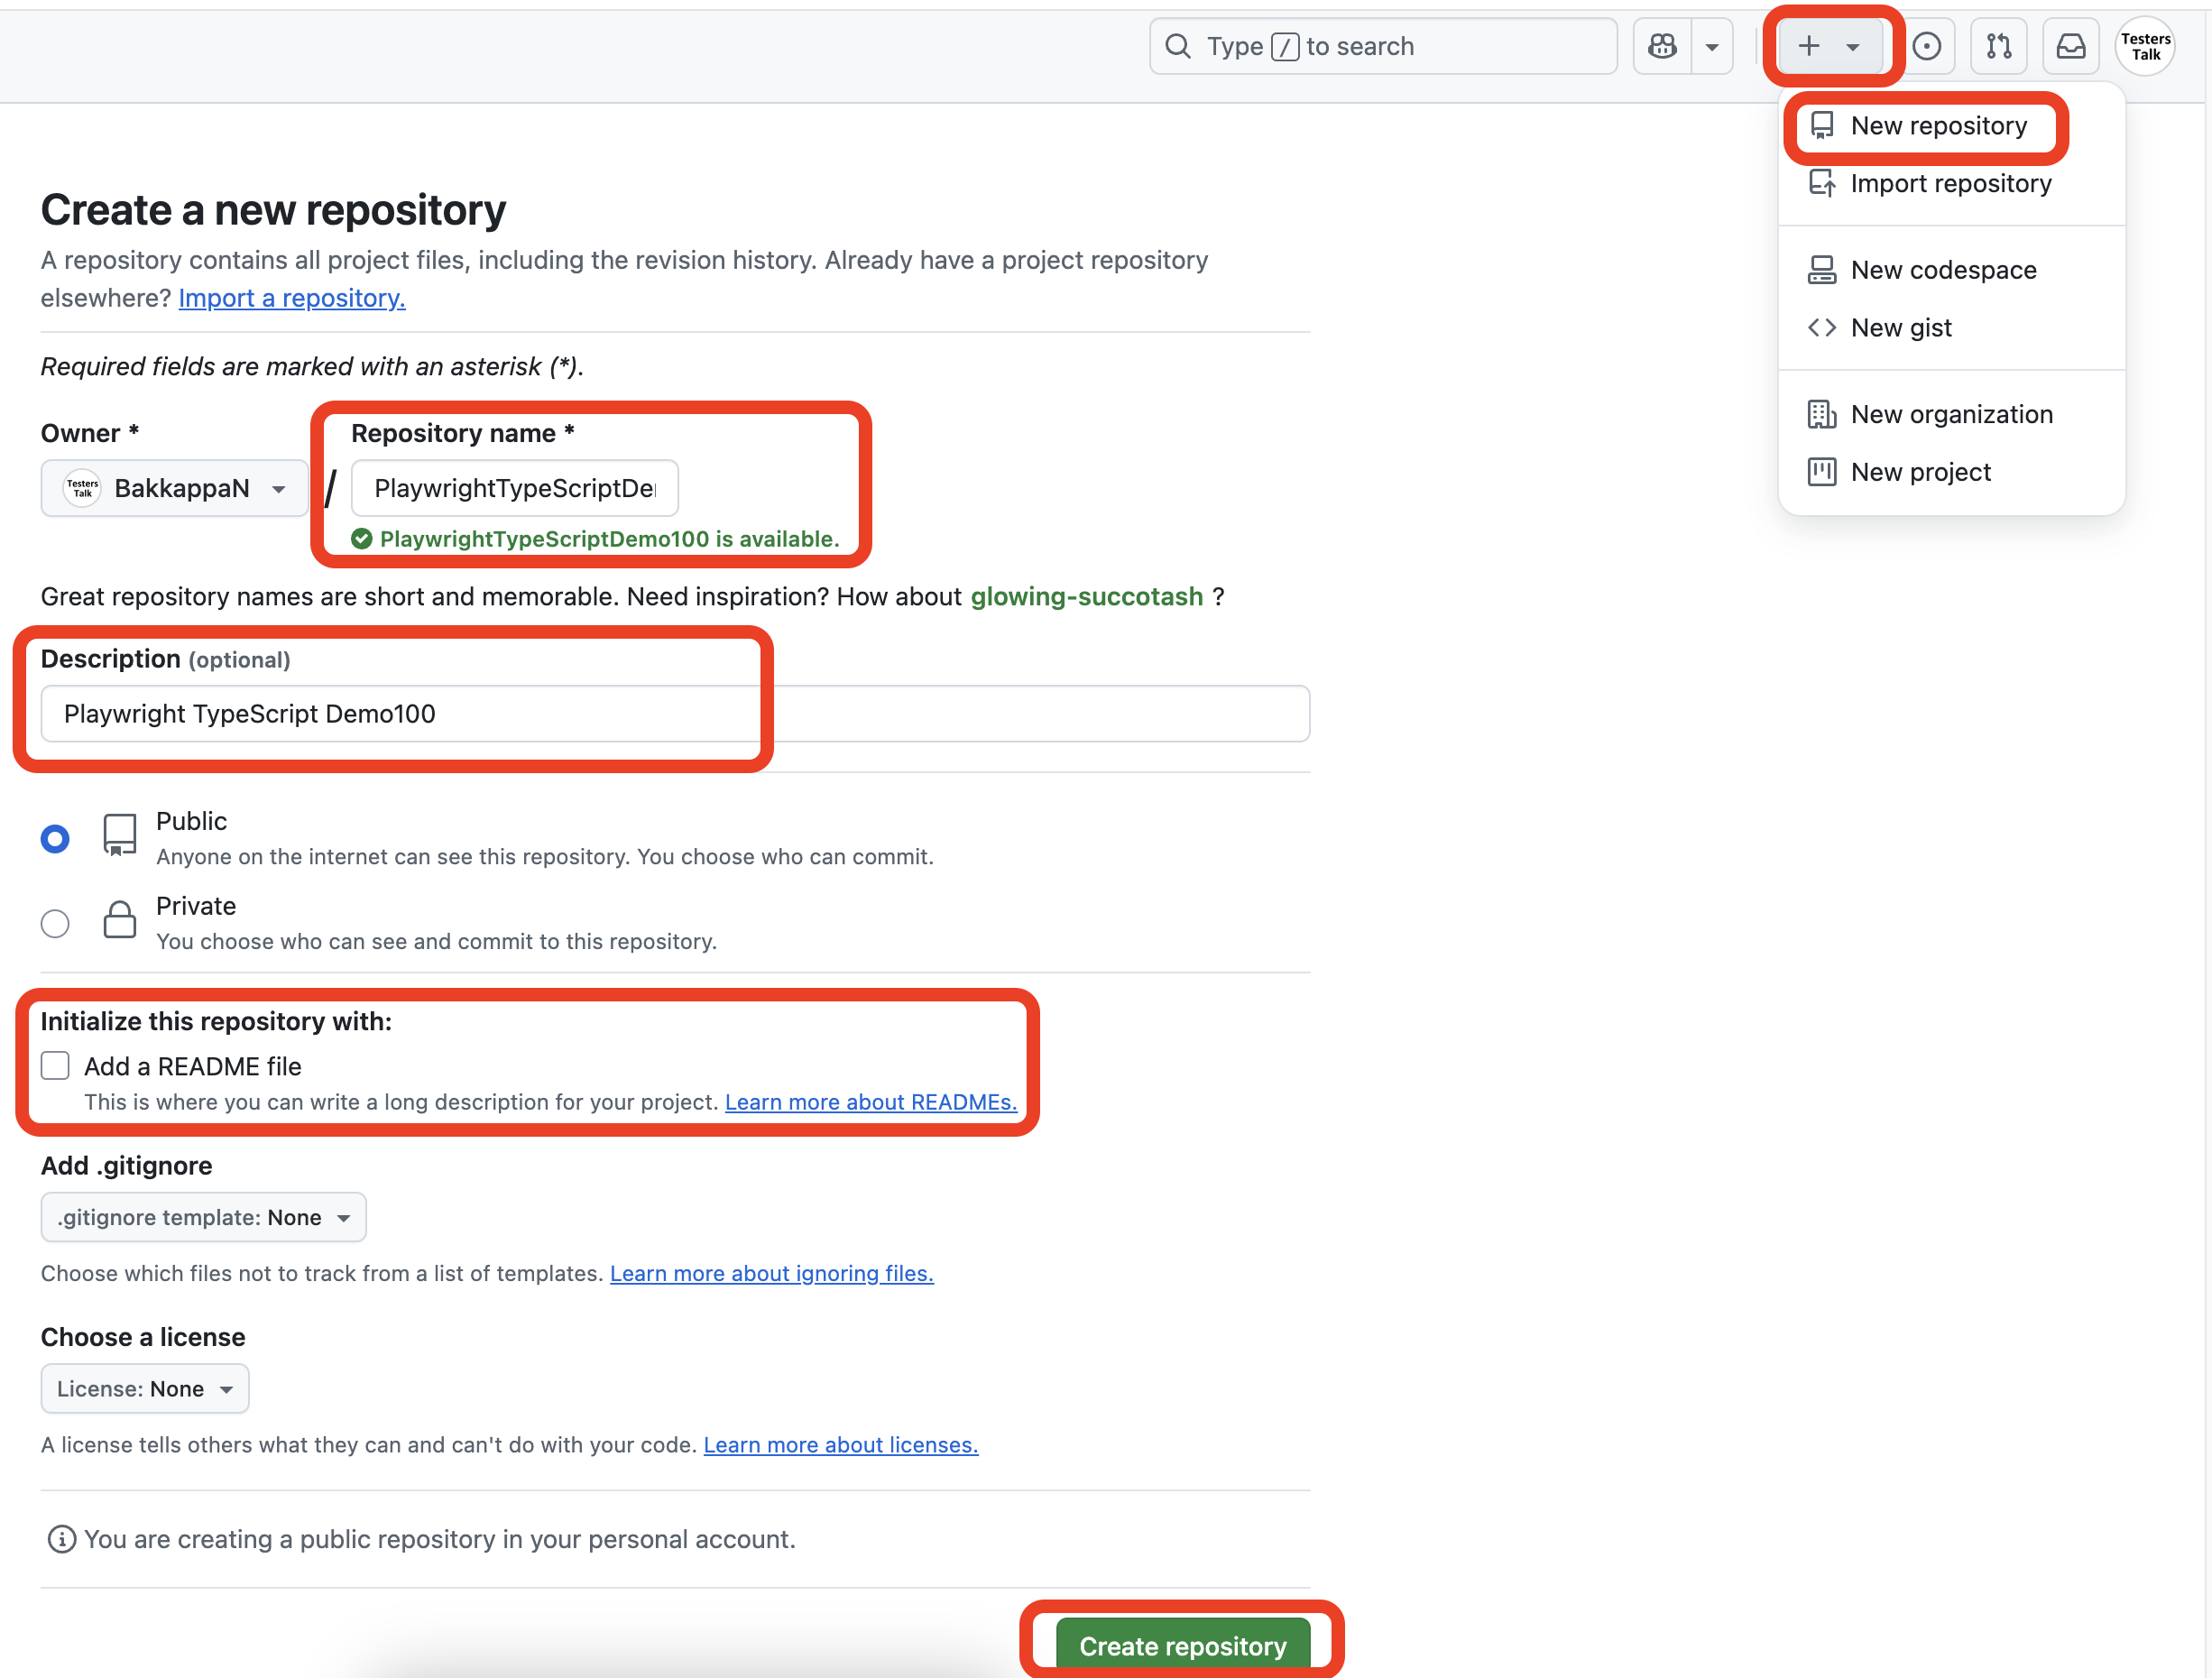 Type / to search
Testers
Talk
New repository
Import repository
New codespace
New gist
New organization
New project
Create a new repository
A repository contains all project files, including the revision history. Already have a project repository
elsewhere? Import a repository.
Required fields are marked with an asterisk (*).
Owner *
Repository name *
Testers
Talk
BakkappaN
/
PlaywrightTypeScriptDe
PlaywrightTypeScriptDemo100 is available.
Great repository names are short and memorable. Need inspiration? How about glowing-succotash ?
Description (optional)
Playwright TypeScript Demo100
Public
Anyone on the internet can see this repository. You choose who can commit.
Private
You choose who can see and commit to this repository.
Initialize this repository with:
Add a README file
This is where you can write a long description for your project. Learn more about READMEs.
Add .gitignore
.gitignore template: None
Choose which files not to track from a list of templates. Learn more about ignoring files.
Choose a license
License: None
A license tells others what they can and can't do with your code. Learn more about licenses.
You are creating a public repository in your personal account.
Create repository